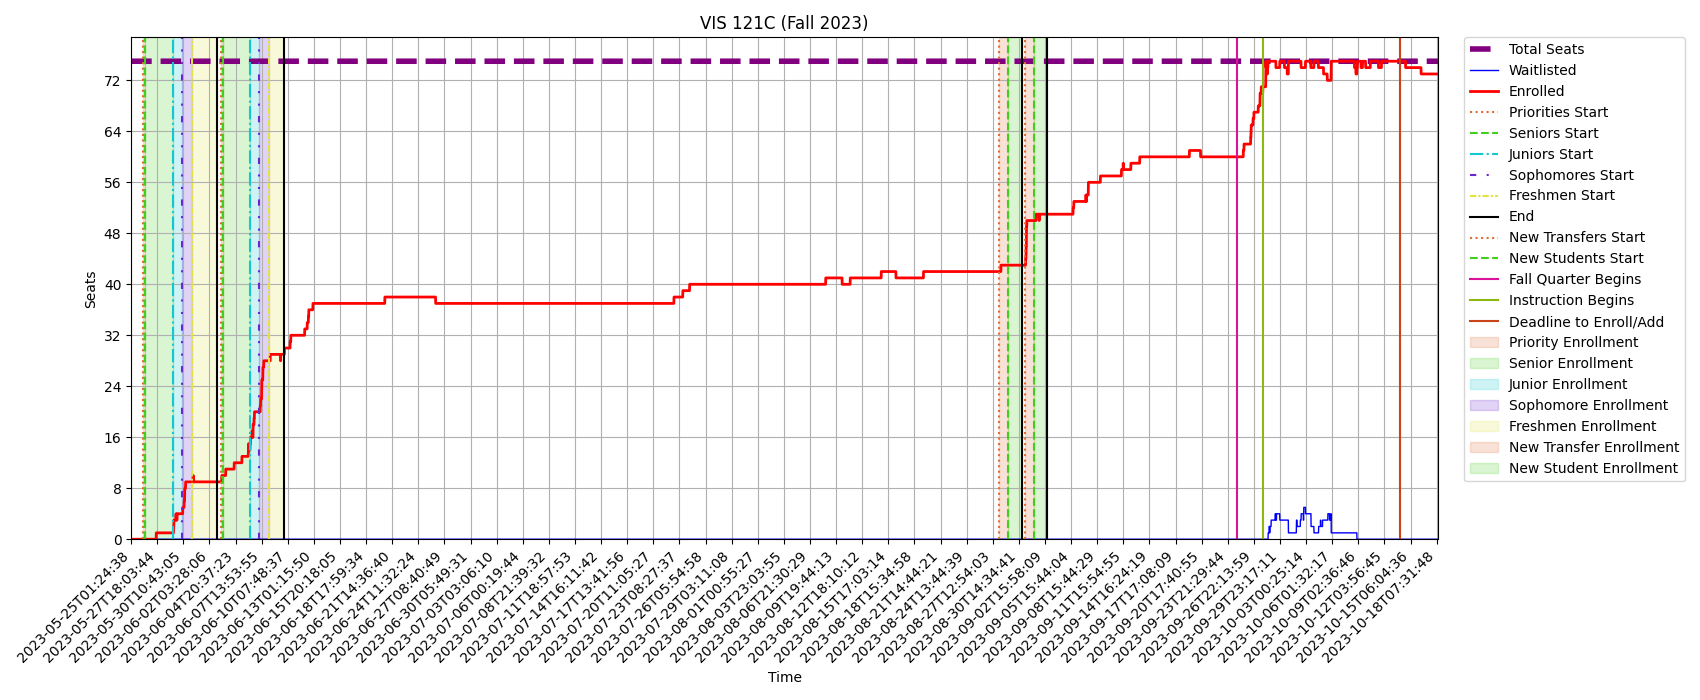 VIS 121C (Fall 2023)
Seats
72
64
56
48
40
32
24
16
8
0
2023-05-25T01:24:38
2023-05-27T18:03:44
2023-05-30T10:43:05
2023-06-02T03:28:06
2023-06-04T20:37:23
2023-06-07T13:53:55
2023-06-10T07:48:37
2023-06-13T01:15:50
2023-06-15T20:18:05
2023-06-18T17:59:34
2023-06-21T14:36:40
2023-06-24T11:32:24
2023-06-27T08:40:49
2023-06-30T05:49:31
2023-07-03T03:06:10
2023-07-06T00:19:44
2023-07-08T21:39:32
2023-07-11T18:57:53
2023-07-14T16:11:42
2023-07-17T13:41:56
2023-07-20T11:05:27
2023-07-23T08:27:37
2023-07-26T05:54:58
2023-07-29T03:11:08
2023-08-01T00:55:27
2023-08-03T23:03:55
2023-08-06T21:30:29
2023-08-09T19:44:13
2023-08-12T18:10:12
2023-08-15T17:03:14
2023-08-18T15:34:58
2023-08-21T14:44:21
2023-08-24T13:44:39
2023-08-27T12:54:03
2023-08-30T14:34:41
2023-09-02T15:58:09
2023-09-05T15:44:04
2023-09-08T15:44:29
2023-09-11T15:54:55
2023-09-14T16:24:19
2023-09-17T17:08:09
2023-09-20T17:40:55
2023-09-23T21:29:44
2023-09-26T22:13:59
2023-09-29T23:17:11
2023-10-03T00:25:14
2023-10-06T01:32:17
2023-10-09T02:36:46
2023-10-12T03:56:45
2023-10-15T06:04:36
2023-10-18T07:31:48
Time
Total Seats
Waitlisted
Enrolled
Priorities Start
Seniors Start
Juniors Start
Sophomores Start
Freshmen Start
End
New Transfers Start
New Students Start
Fall Quarter Begins
Instruction Begins
Deadline to Enroll/Add
Priority Enrollment
Senior Enrollment
Junior Enrollment
Sophomore Enrollment
Freshmen Enrollment
New Transfer Enrollment
New Student Enrollment